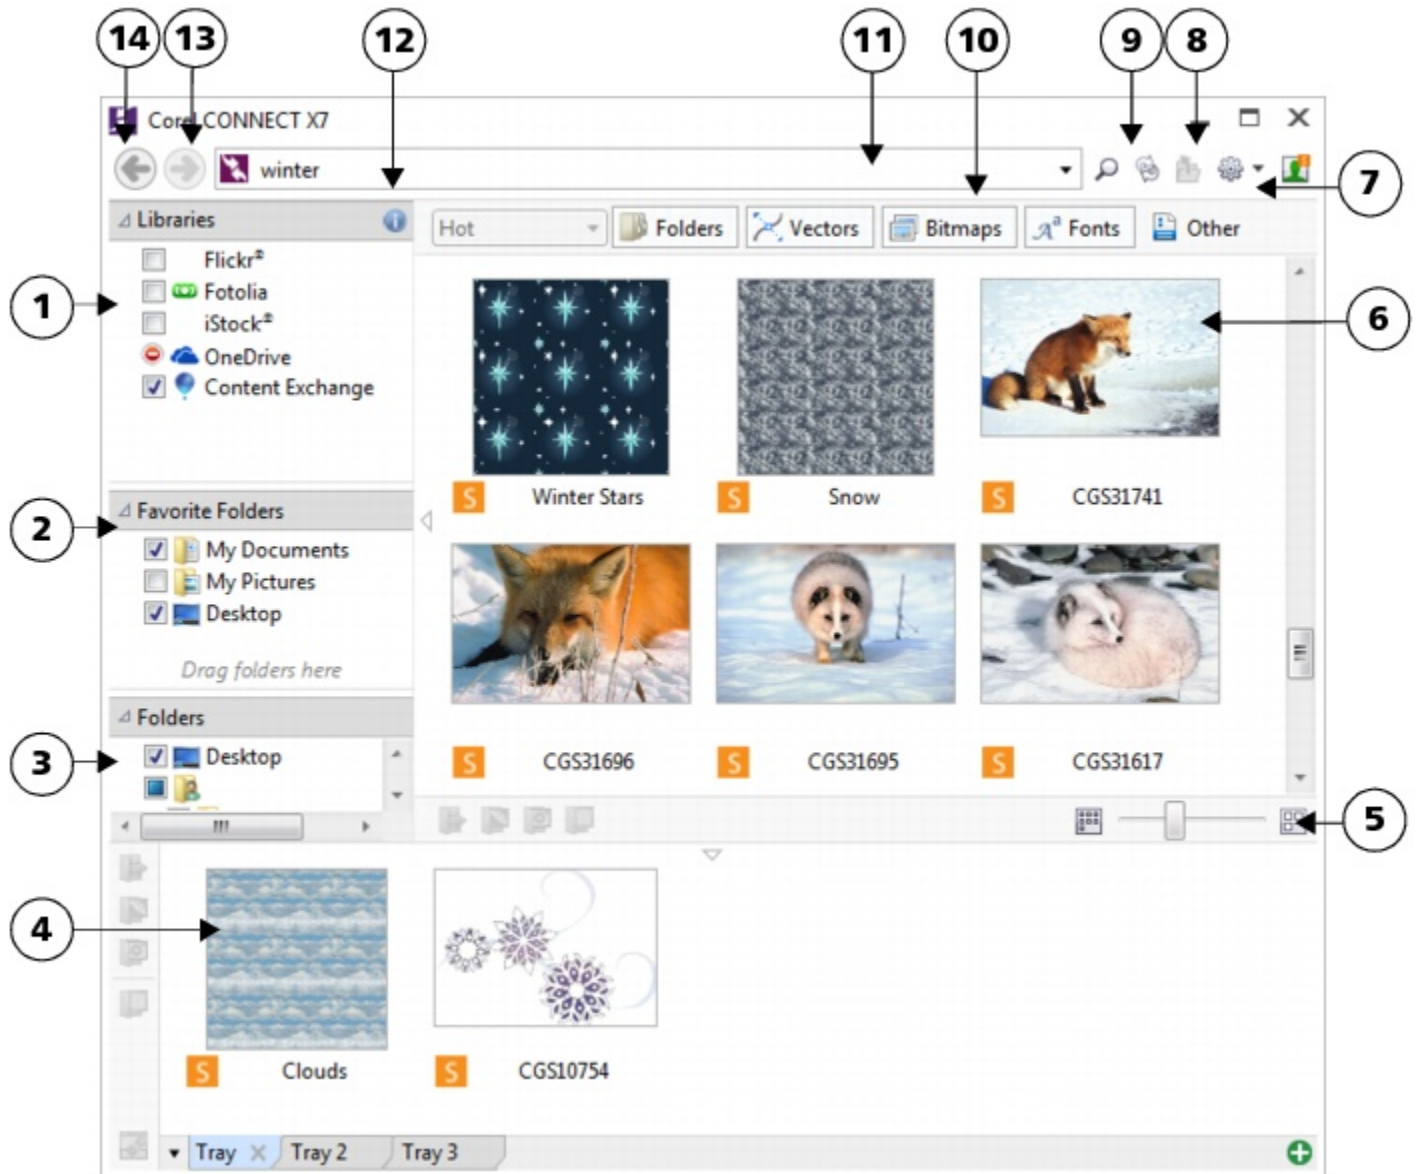 14 13 12 11 10 9 8
Corel CONNECT X7
winter
7
Libraries
Hot Folders Vectors Bitmaps Fonts Other
1
Flickr®
Fotolia
iStock®
OneDrive
Content Exchange
6
S Winter Stars
S Snow
S CGS31741
2
Favorite Folders
My Documents
My Pictures
Desktop
Drag folders here
3
Folders
Desktop
S CGS31696
S CGS31695
S CGS31617
5
4
S Clouds
S CGS10754
Tray Tray 2 Tray 3